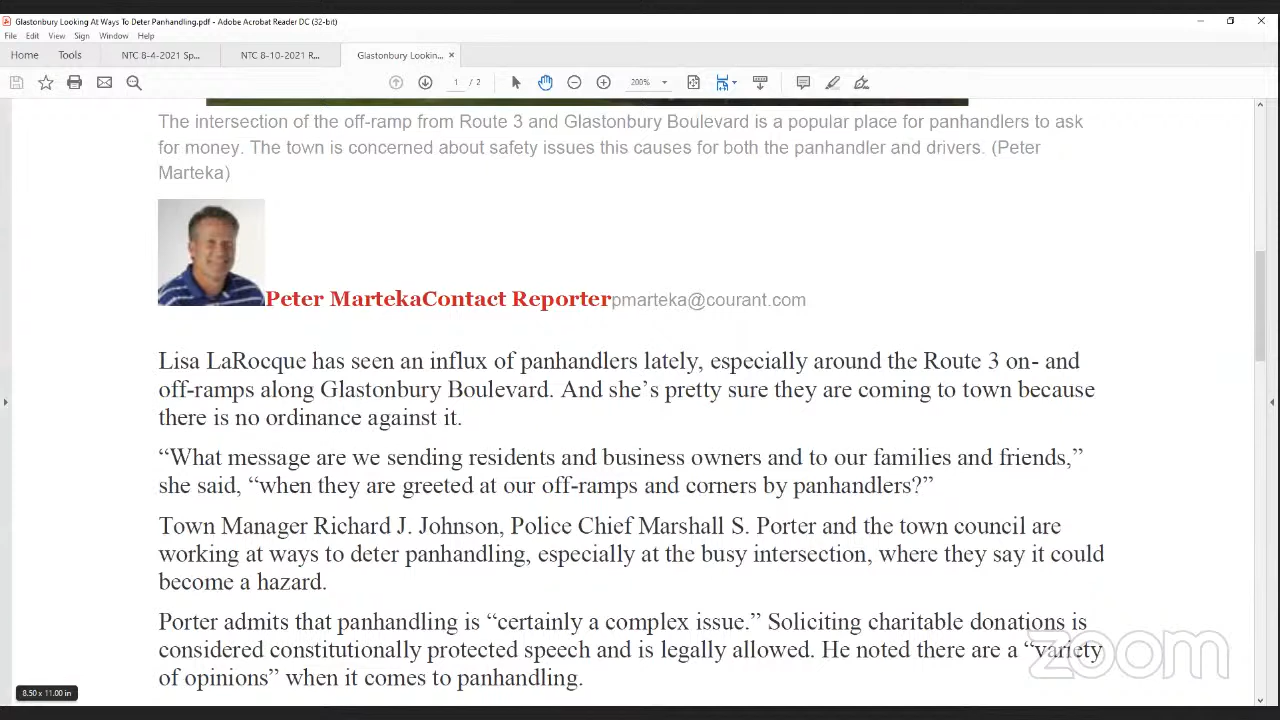 Glastonbury Looking At Ways To Deter Panhandling.pdf - Adobe Acrobat Reader DC (32-bit)
File Edit View Sign Window Help
Home Tools NTC 8-4-2021 Sp... NTC 8-10-2021 R... Glastonbury Lookin... ×
1 / 2 200%
The intersection of the off-ramp from Route 3 and Glastonbury Boulevard is a popular place for panhandlers to ask
for money. The town is concerned about safety issues this causes for both the panhandler and drivers. (Peter
Marteka)
Peter MartekaContact Reporterpmarteka@courant.com
Lisa LaRocque has seen an influx of panhandlers lately, especially around the Route 3 on- and
off-ramps along Glastonbury Boulevard. And she’s pretty sure they are coming to town because
there is no ordinance against it.
“What message are we sending residents and business owners and to our families and friends,”
she said, “when they are greeted at our off-ramps and corners by panhandlers?”
Town Manager Richard J. Johnson, Police Chief Marshall S. Porter and the town council are
working at ways to deter panhandling, especially at the busy intersection, where they say it could
become a hazard.
Porter admits that panhandling is “certainly a complex issue.” Soliciting charitable donations is
considered constitutionally protected speech and is legally allowed. He noted there are a “variety
of opinions” when it comes to panhandling.
zoom
8.50 x 11.00 in